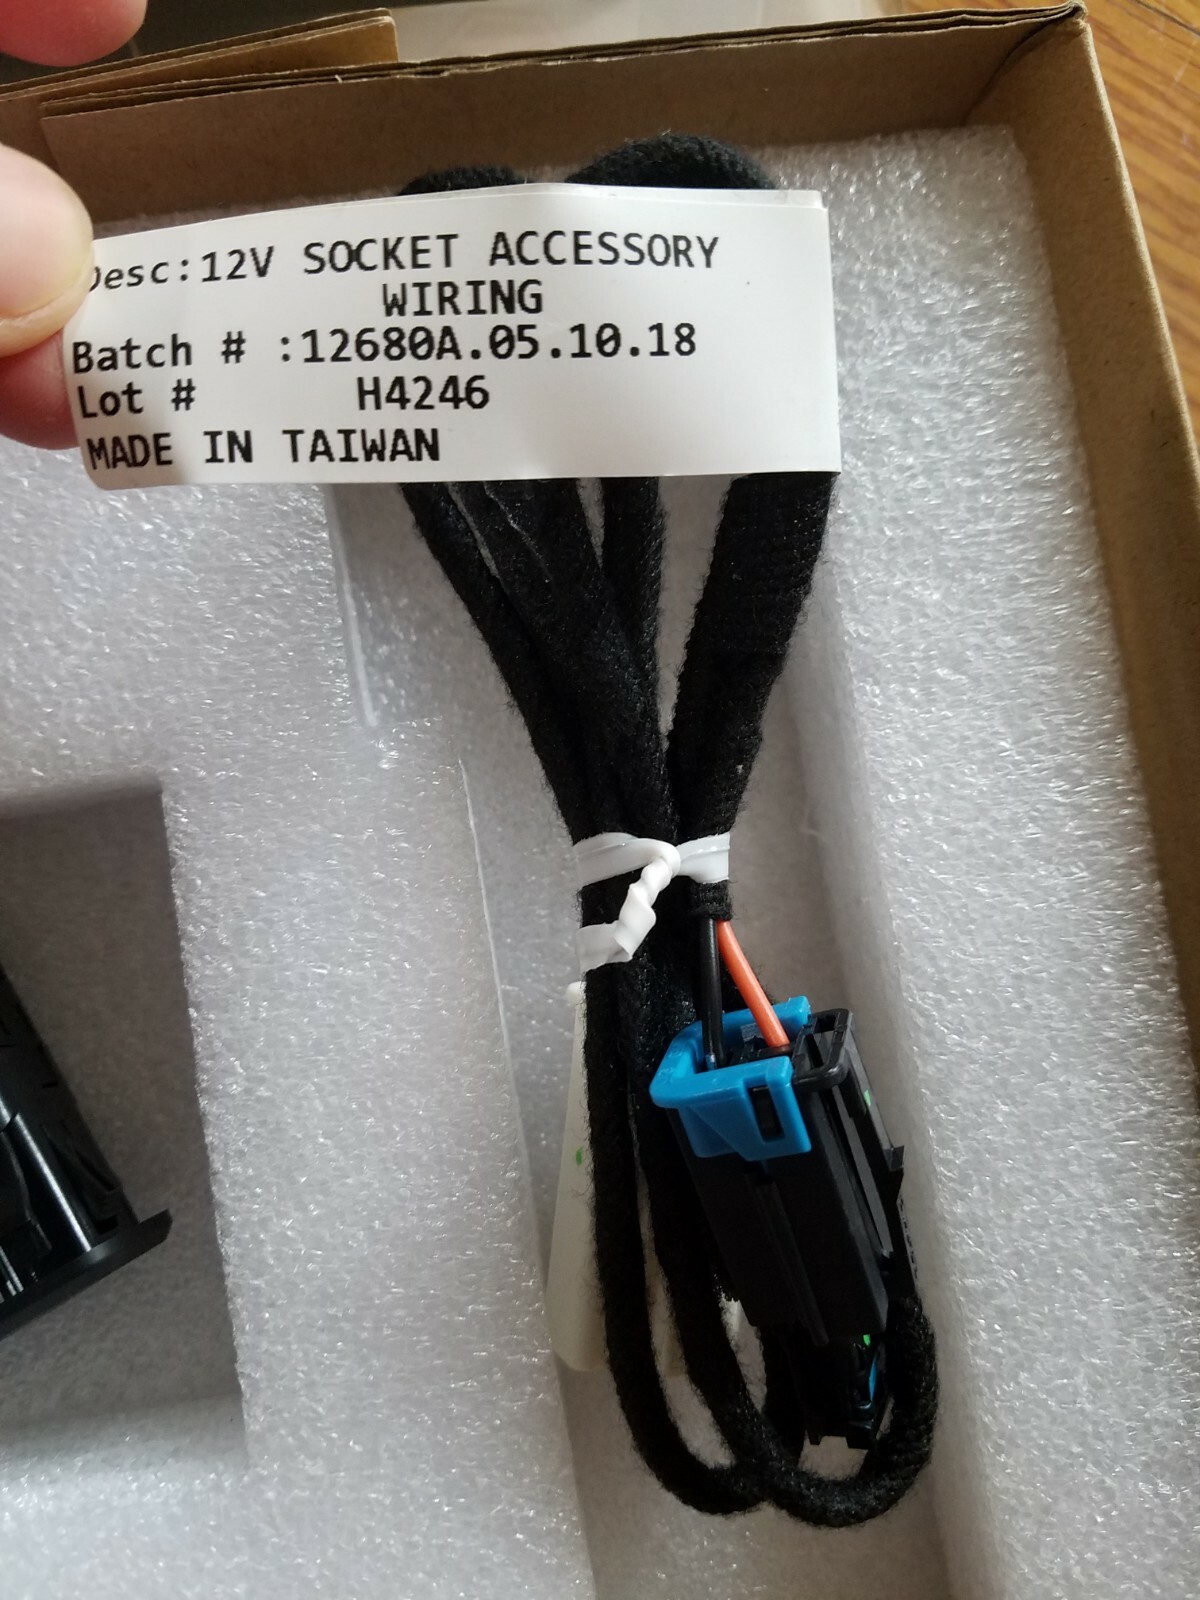 Desc:12V SOCKET ACCESSORY
WIRING
Batch # :12680A.05.10.18
Lot # H4246
MADE IN TAIWAN